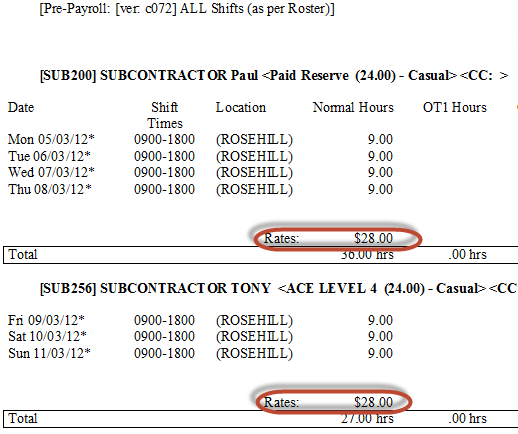 [Pre-Payroll: [ver: c072] ALL Shifts (as per Roster)]
[SUB200] SUBCONTRACTOR Paul <Paid Reserve (24.00) - Casual> <CC: >
Date Shift Times Location Normal Hours OT1 Hours
Mon 05/03/12* 0900-1800 (ROSEHILL) 9.00
Tue 06/03/12* 0900-1800 (ROSEHILL) 9.00
Wed 07/03/12* 0900-1800 (ROSEHILL) 9.00
Thu 08/03/12* 0900-1800 (ROSEHILL) 9.00
Rates: $28.00
Total 36.00 hrs .00 hrs
[SUB256] SUBCONTRACTOR TONY <ACE LEVEL 4 (24.00) - Casual> <CC
Fri 09/03/12* 0900-1800 (ROSEHILL) 9.00
Sat 10/03/12* 0900-1800 (ROSEHILL) 9.00
Sun 11/03/12* 0900-1800 (ROSEHILL) 9.00
Rates: $28.00
Total 27.00 hrs .00 hrs